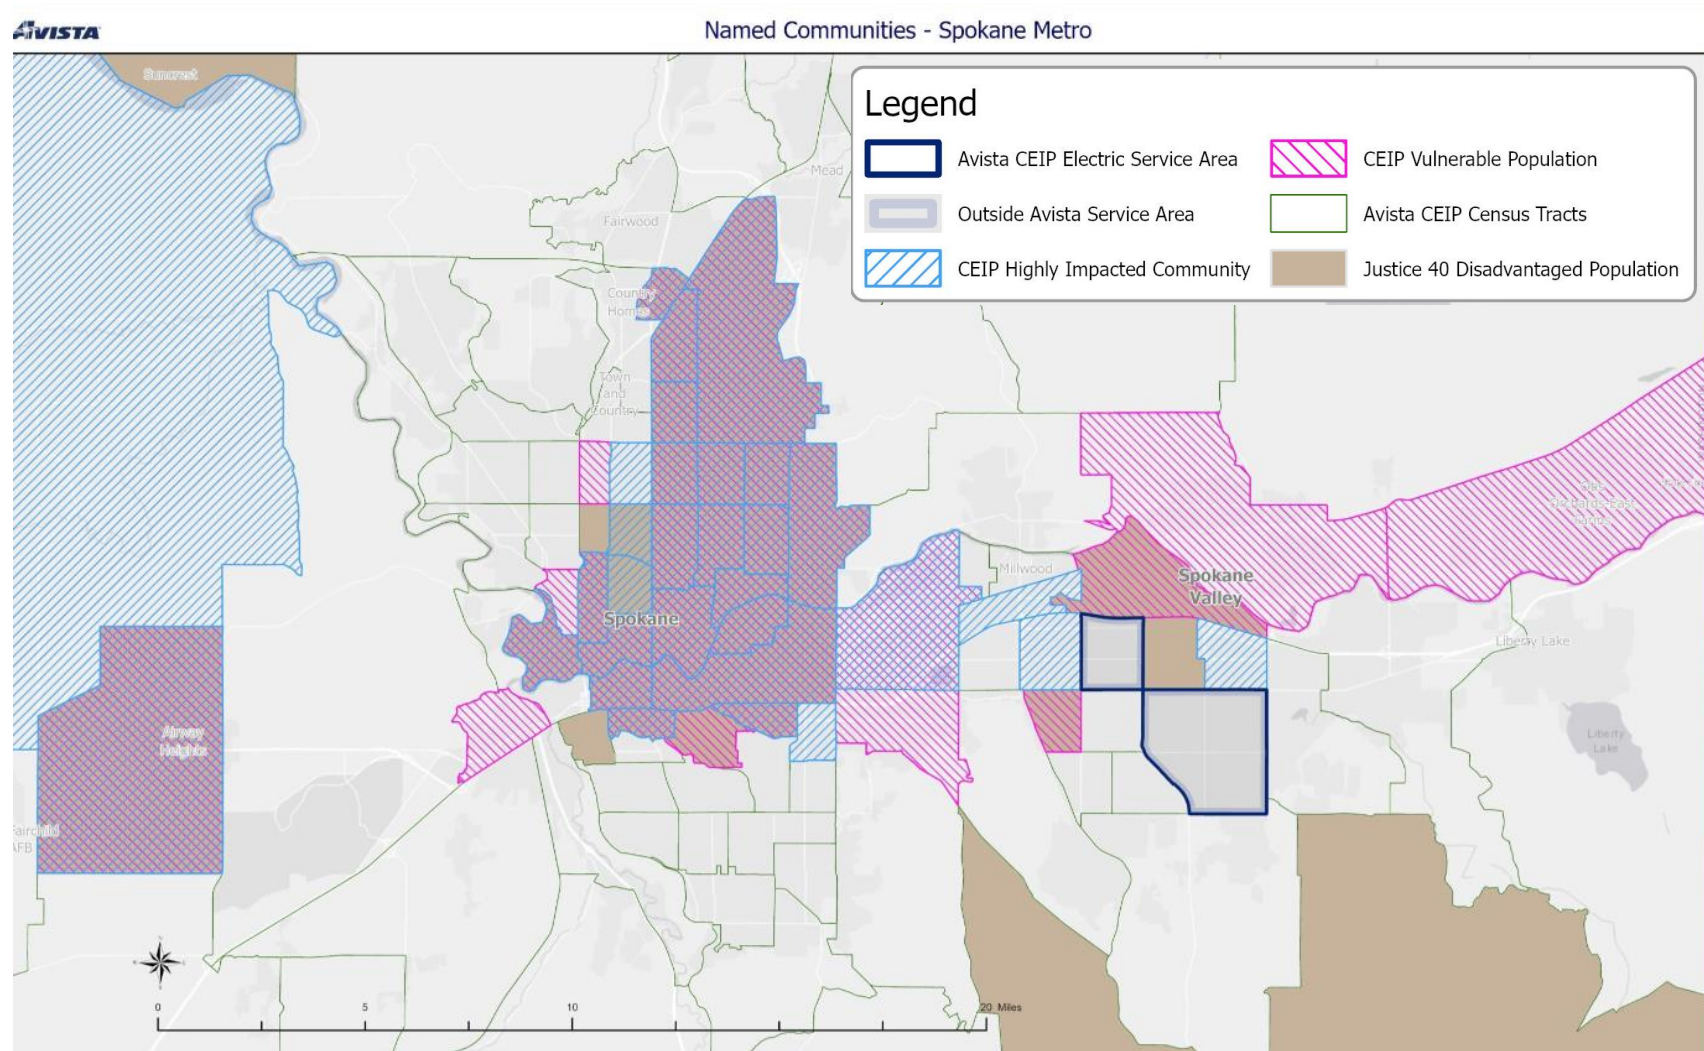 AVISTA
Named Communities - Spokane Metro
Legend
Avista CEIP Electric Service Area
CEIP Vulnerable Population
Outside Avista Service Area
Avista CEIP Census Tracts
CEIP Highly Impacted Community
Justice 40 Disadvantaged Population
Suncrest
Mead
Fairwood
Country
Homes
Town
and
Country
Millwood
Spokane
Valley
Spokane
Liberty Lake
Airway
Heights
Liberty
Lake
Fairchild
AFB
0
5
10
20 Miles